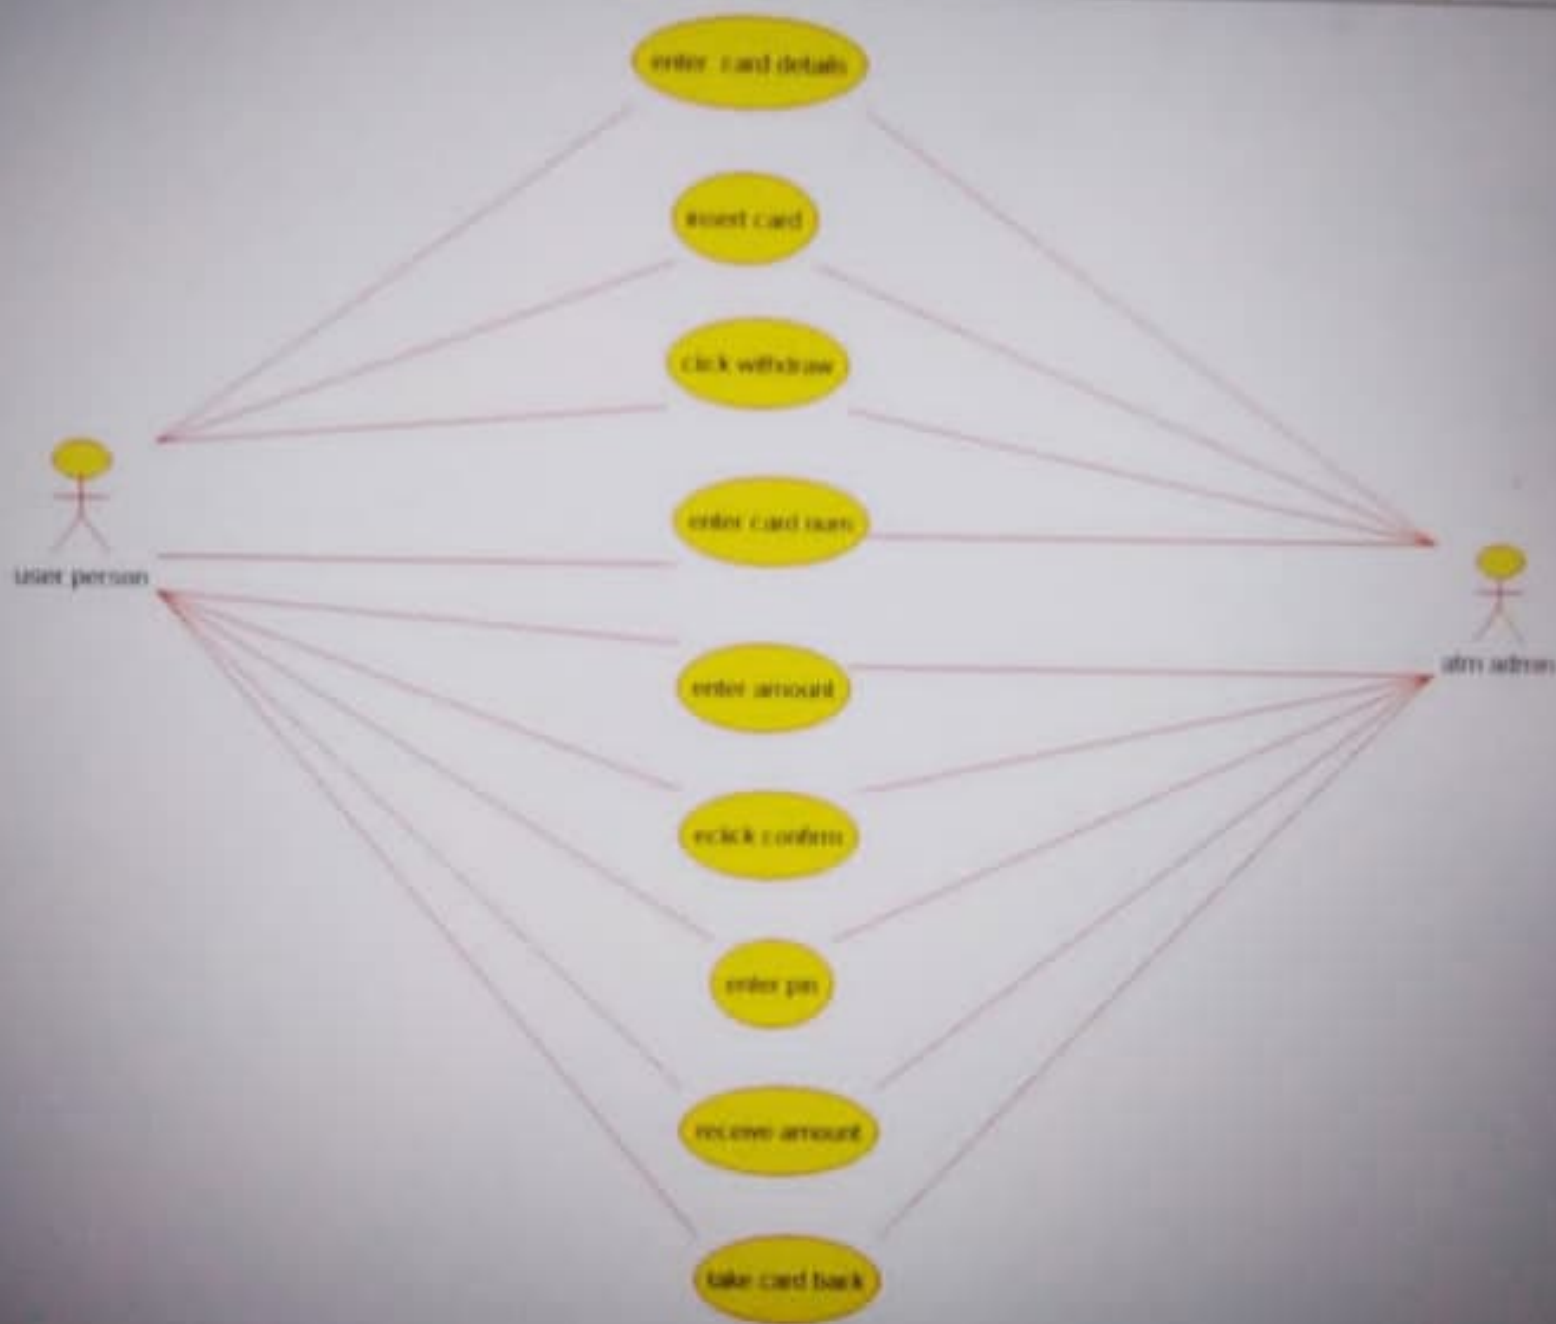 enter card details
insert card
click withdraw
enter card num
user person
atm admin
enter amount
eclick confirm
enter pin
receive amount
take card back